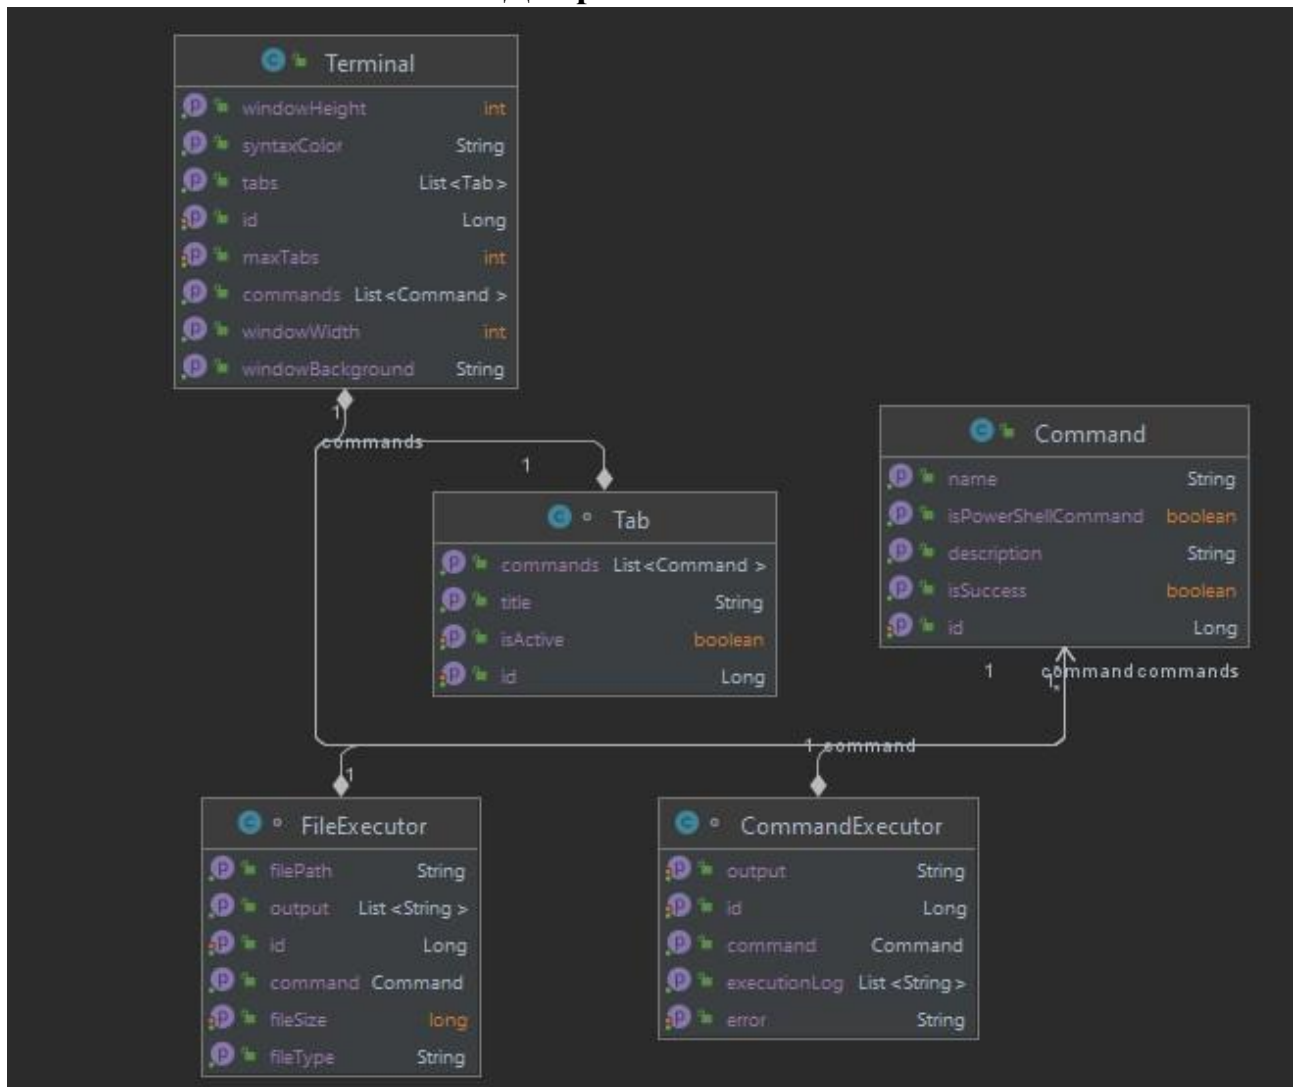 Terminal
windowHeight int
syntaxColor String
tabs List<Tab>
id Long
maxTabs int
commands List<Command >
windowWidth int
windowBackground String
1
commands
1
Tab
commands List<Command >
title String
isActive boolean
id Long
Command
name String
isPowerShellCommand boolean
description String
isSuccess boolean
id Long
1 command commands
1 command
1
FileExecutor
filePath String
output List <String >
id Long
command Command
fileSize long
fileType String
CommandExecutor
output String
id Long
command Command
executionLog List <String >
error String